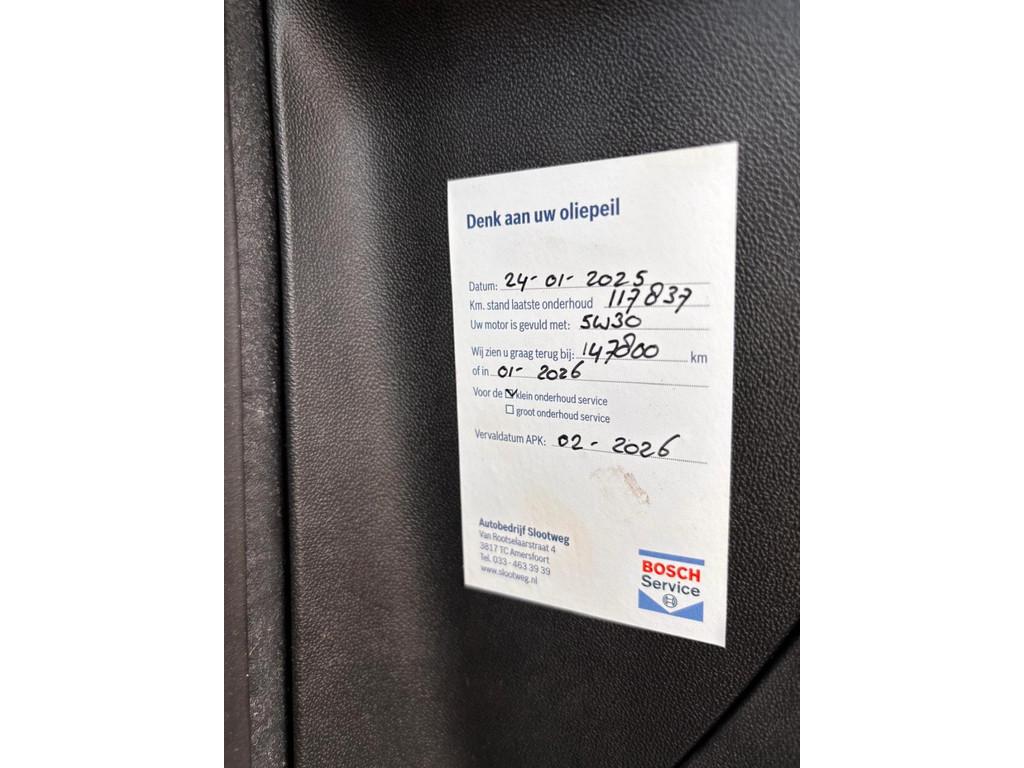 Denk aan uw oliepeil
Datum: 24-01-2025
Km. stand laatste onderhoud 117837
Uw motor is gevuld met: 5W30
Wij zien u graag terug bij: 147800 km
of in 01-2026
Voor de ☑ klein onderhoud service
☐ groot onderhoud service
Vervaldatum APK: 02-2026
Autobedrijf Slootweg
Van Rootselaarstraat 4
3817 TC Amersfoort
Tel. 033 - 463 39 39
www.slootweg.nl
BOSCH
Service